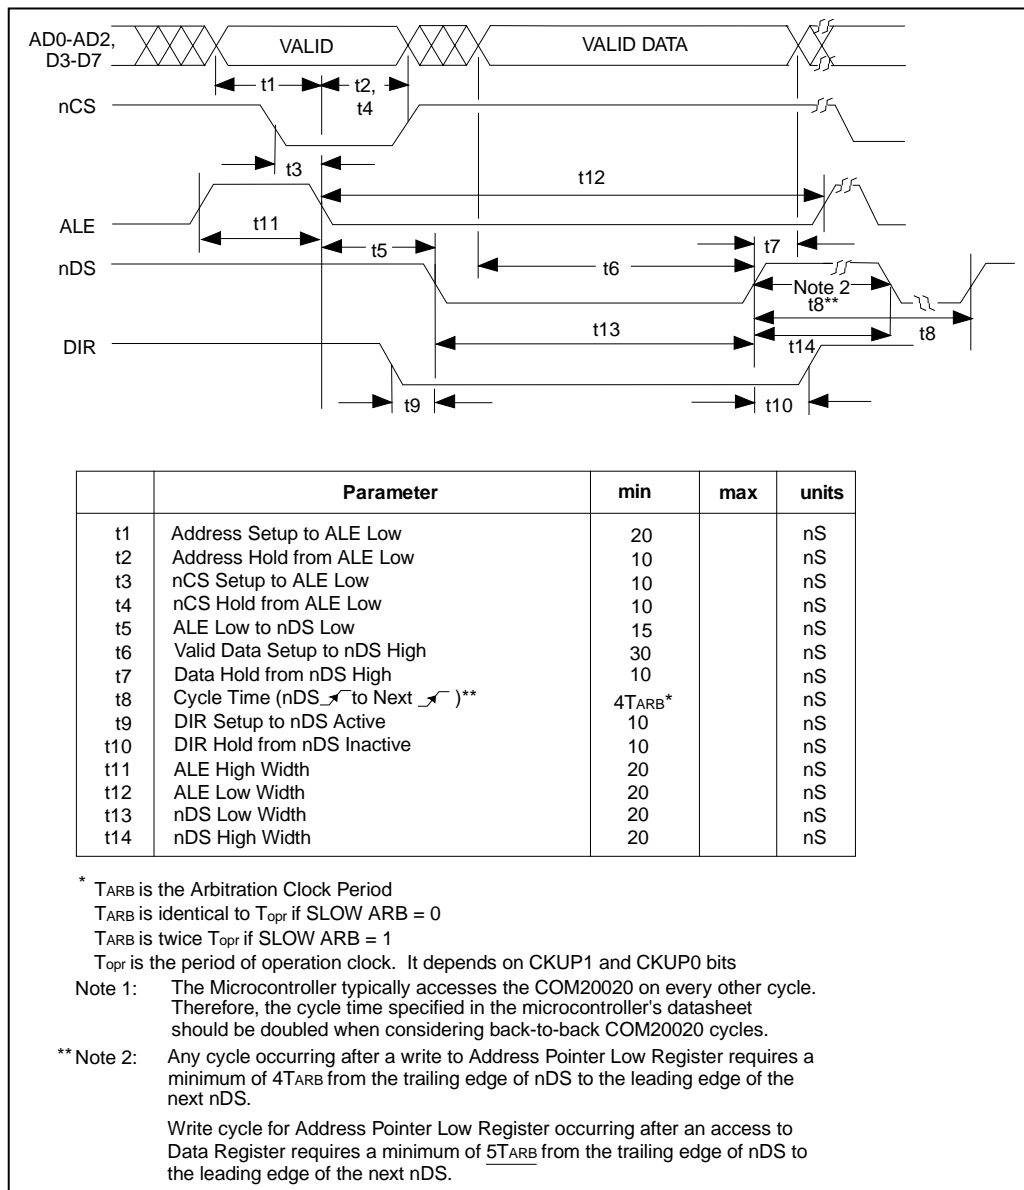 AD0-AD2,
D3-D7
VALID
VALID DATA
t1
t2,
t4
nCS
t3
t12
ALE
t11
t5
t7
nDS
t6
Note 2
t8**
t8
t13
DIR
t14
t9
t10
Parameter min max units
t1 Address Setup to ALE Low 20 nS
t2 Address Hold from ALE Low 10 nS
t3 nCS Setup to ALE Low 10 nS
t4 nCS Hold from ALE Low 10 nS
t5 ALE Low to nDS Low 15 nS
t6 Valid Data Setup to nDS High 30 nS
t7 Data Hold from nDS High 10 nS
t8 Cycle Time (nDS to Next )** 4TARB* nS
t9 DIR Setup to nDS Active 10 nS
t10 DIR Hold from nDS Inactive 10 nS
t11 ALE High Width 20 nS
t12 ALE Low Width 20 nS
t13 nDS Low Width 20 nS
t14 nDS High Width 20 nS
* TARB is the Arbitration Clock Period
TARB is identical to Topr if SLOW ARB = 0
TARB is twice Topr if SLOW ARB = 1
Topr is the period of operation clock. It depends on CKUP1 and CKUP0 bits
Note 1: The Microcontroller typically accesses the COM20020 on every other cycle.
Therefore, the cycle time specified in the microcontroller's datasheet
should be doubled when considering back-to-back COM20020 cycles.
** Note 2: Any cycle occurring after a write to Address Pointer Low Register requires a
minimum of 4TARB from the trailing edge of nDS to the leading edge of the
next nDS.
Write cycle for Address Pointer Low Register occurring after an access to
Data Register requires a minimum of 5TARB from the trailing edge of nDS to
the leading edge of the next nDS.